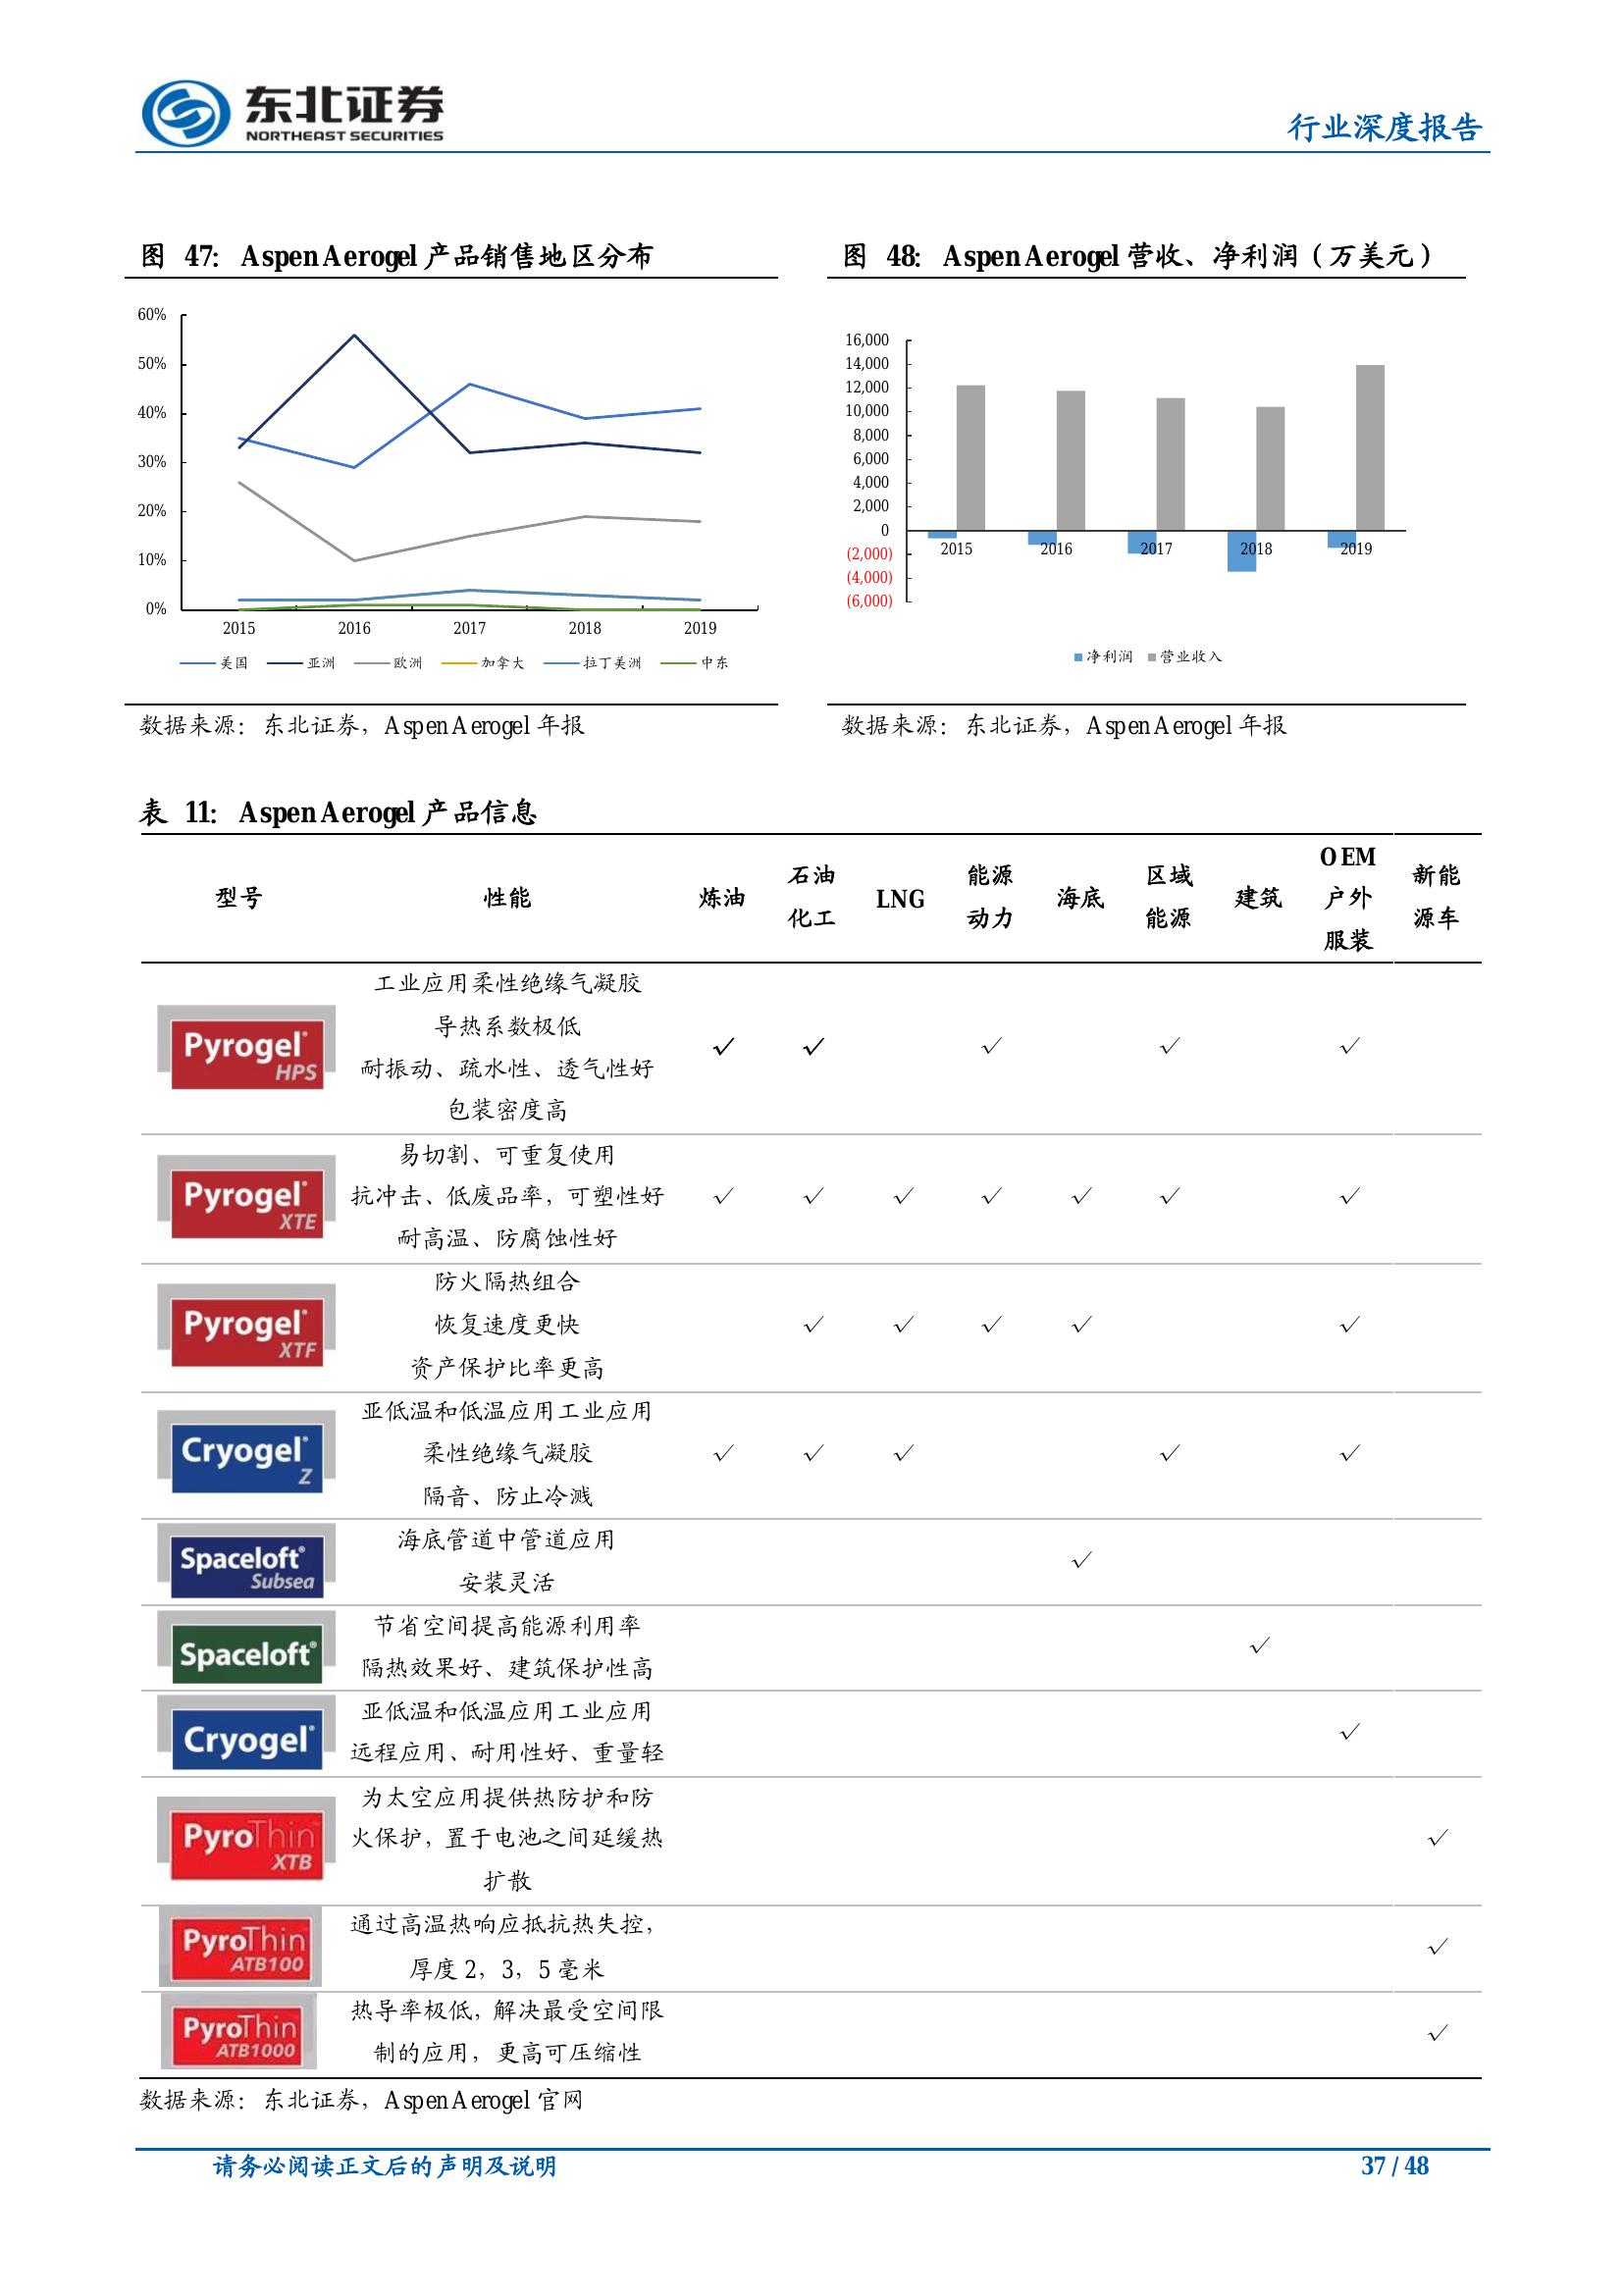 东北证券
NORTHEAST SECURITIES
行业深度报告
图 47: Aspen Aerogel 产品销售地区分布
60%
50%
40%
30%
20%
10%
0%
2015 2016 2017 2018 2019
美国 亚洲 欧洲 加拿大 拉丁美洲 中东
数据来源：东北证券，Aspen Aerogel 年报
图 48: Aspen Aerogel 营收、净利润（万美元）
16,000
14,000
12,000
10,000
8,000
6,000
4,000
2,000
0
(2,000)
(4,000)
(6,000)
2015 2016 2017 2018 2019
净利润 营业收入
数据来源：东北证券，Aspen Aerogel 年报
表 11: Aspen Aerogel 产品信息
型号 性能 炼油 石油化工 LNG 能源动力 海底 区域能源 建筑 OEM户外服装 新能源车
Pyrogel® HPS
工业应用柔性绝缘气凝胶
导热系数极低
耐振动、疏水性、透气性好
包装密度高
✓ ✓ ✓ ✓ ✓
Pyrogel® XTE
易切割、可重复使用
抗冲击、低废品率，可塑性好
耐高温、防腐蚀性好
✓ ✓ ✓ ✓ ✓ ✓ ✓
Pyrogel® XTF
防火隔热组合
恢复速度更快
资产保护比率更高
✓ ✓ ✓ ✓ ✓
Cryogel® Z
亚低温和低温应用工业应用
柔性绝缘气凝胶
隔音、防止冷溅
✓ ✓ ✓ ✓ ✓
Spaceloft® Subsea
海底管道中管道应用
安装灵活
✓
Spaceloft®
节省空间提高能源利用率
隔热效果好、建筑保护性高
✓
Cryogel®
亚低温和低温应用工业应用
远程应用、耐用性好、重量轻
✓
PyroThin XTB
为太空应用提供热防护和防
火保护，置于电池之间延缓热
扩散
✓
PyroThin ATB100
通过高温热响应抵抗热失控，
厚度 2，3，5 毫米
✓
PyroThin ATB1000
热导率极低，解决最受空间限
制的应用，更高可压缩性
✓
数据来源：东北证券，Aspen Aerogel 官网
请务必阅读正文后的声明及说明
37 / 48